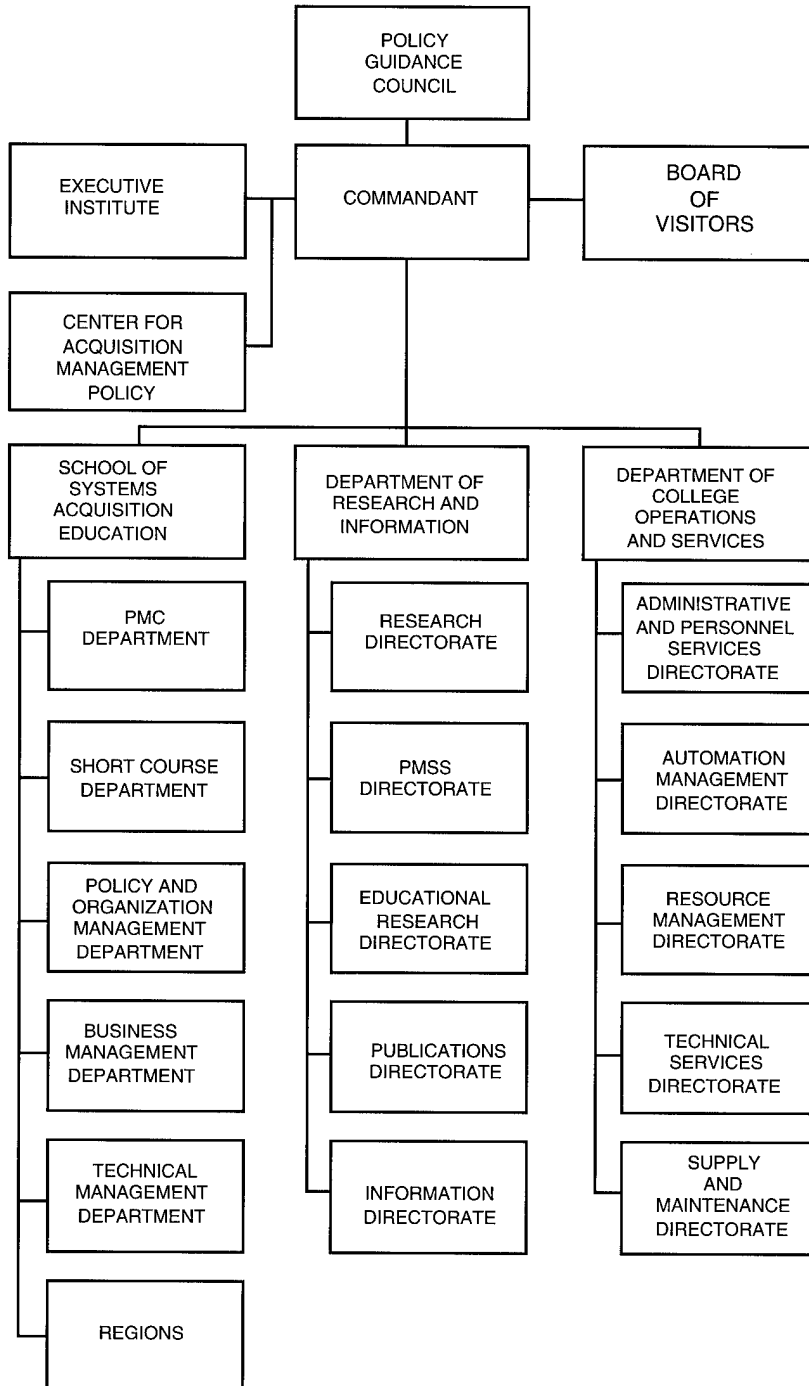 POLICY
GUIDANCE
COUNCIL
EXECUTIVE
INSTITUTE
COMMANDANT
BOARD
OF
VISITORS
CENTER FOR
ACQUISITION
MANAGEMENT
POLICY
SCHOOL OF
SYSTEMS
ACQUISITION
EDUCATION
PMC
DEPARTMENT
SHORT COURSE
DEPARTMENT
POLICY AND
ORGANIZATION
MANAGEMENT
DEPARTMENT
BUSINESS
MANAGEMENT
DEPARTMENT
TECHNICAL
MANAGEMENT
DEPARTMENT
REGIONS
DEPARTMENT OF
RESEARCH AND
INFORMATION
RESEARCH
DIRECTORATE
PMSS
DIRECTORATE
EDUCATIONAL
RESEARCH
DIRECTORATE
PUBLICATIONS
DIRECTORATE
INFORMATION
DIRECTORATE
DEPARTMENT OF
COLLEGE
OPERATIONS
AND SERVICES
ADMINISTRATIVE
AND PERSONNEL
SERVICES
DIRECTORATE
AUTOMATION
MANAGEMENT
DIRECTORATE
RESOURCE
MANAGEMENT
DIRECTORATE
TECHNICAL
SERVICES
DIRECTORATE
SUPPLY
AND
MAINTENANCE
DIRECTORATE